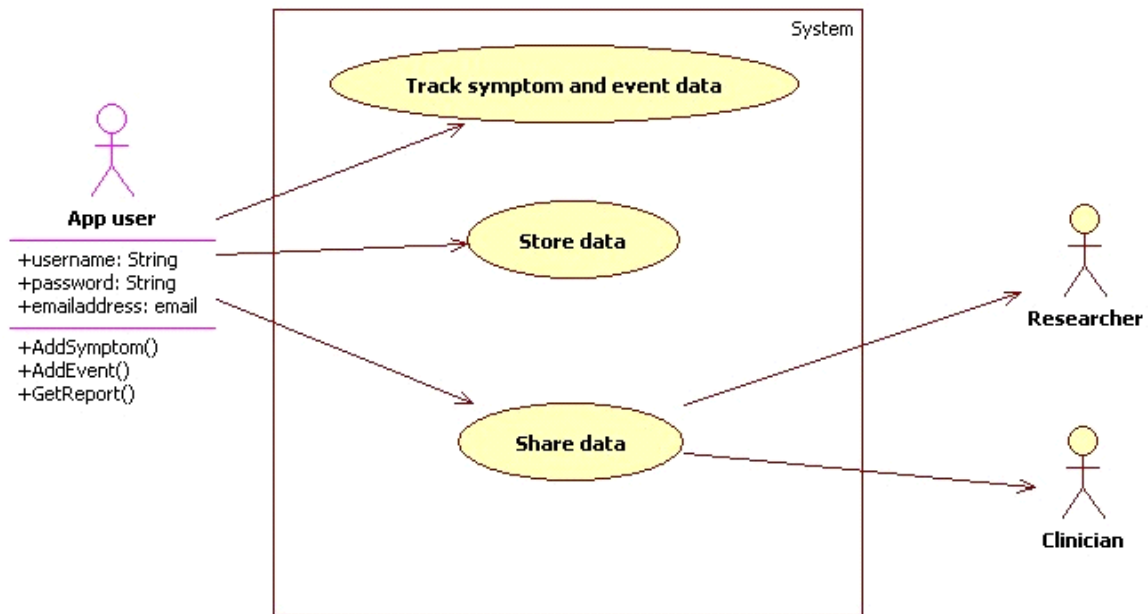 System
Track symptom and event data
App user
+username: String
+password: String
+emailaddress: email
+AddSymptom()
+AddEvent()
+GetReport()
Store data
Share data
Researcher
Clinician